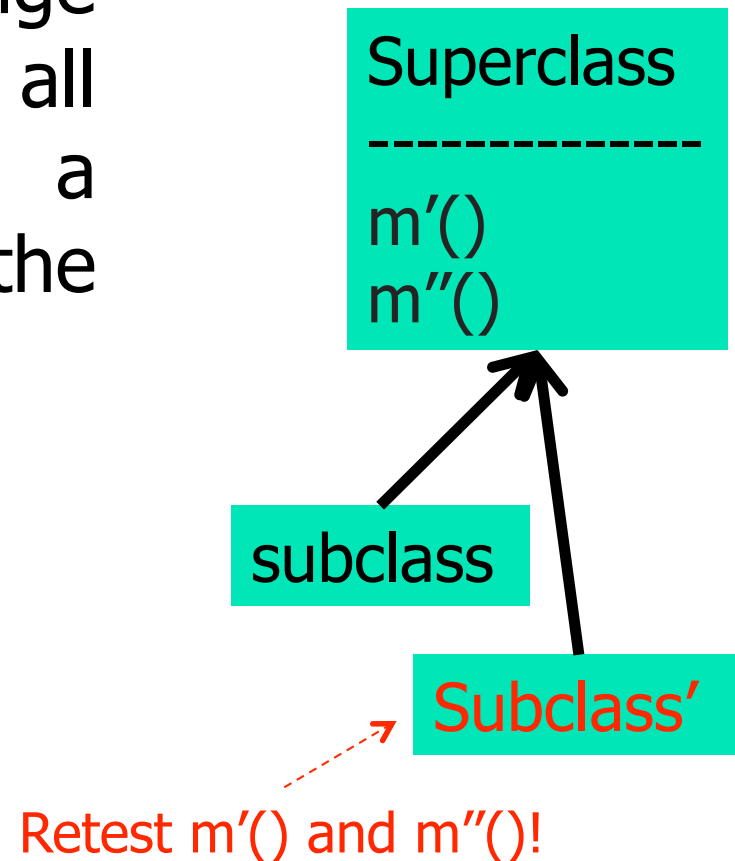 all
a
the
Superclass
---------------
m′()
m″()
subclass
Subclass′
Retest m′() and m″()!